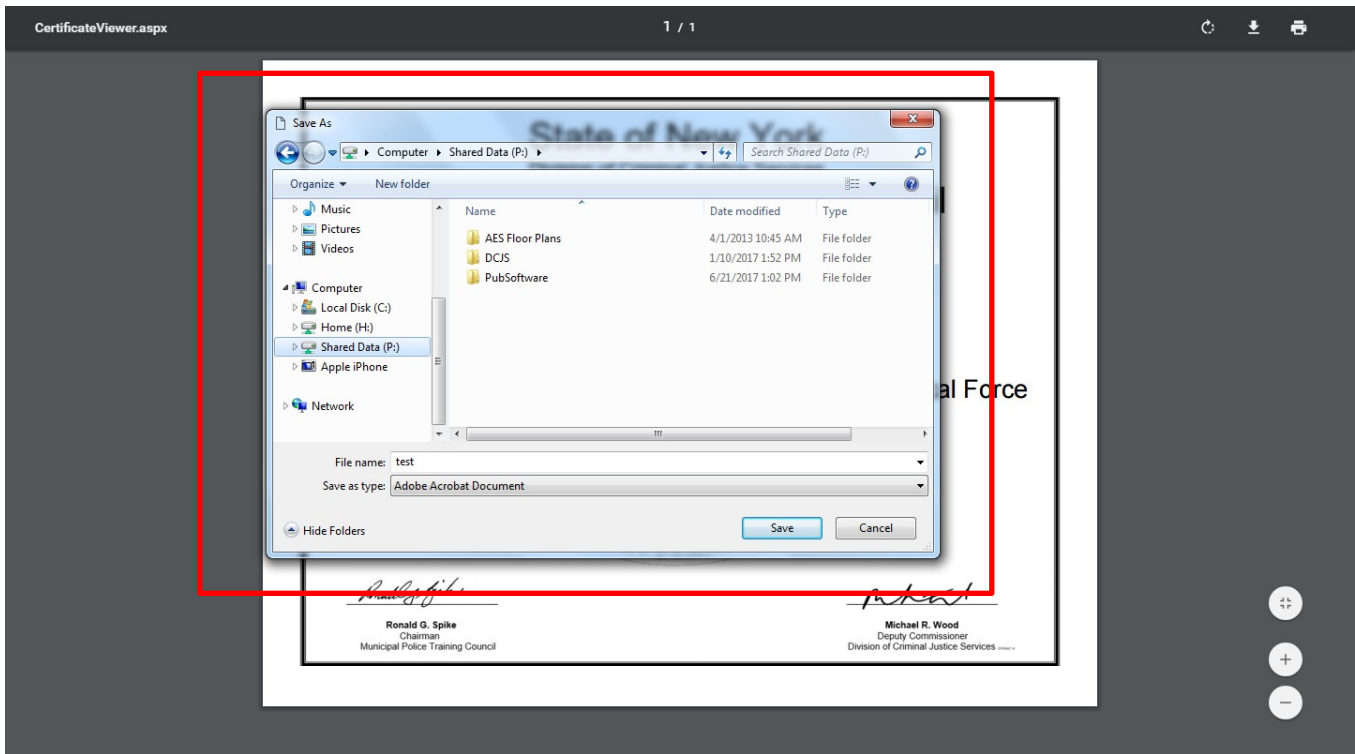 CertificateViewer.aspx 1 / 1
Save As
State of New York
Division of Criminal Justice Services
Computer Shared Data (P:) Search Shared Data (P:)
Organize New folder
Music
Pictures
Videos
Computer
Local Disk (C:)
Home (H:)
Shared Data (P:)
Apple iPhone
Network
Name Date modified Type
AES Floor Plans 4/1/2013 10:45 AM File folder
DCJS 1/10/2017 1:52 PM File folder
PubSoftware 6/21/2017 1:02 PM File folder
al Force
File name: test
Save as type: Adobe Acrobat Document
Hide Folders Save Cancel
Ronald G. Spike
Chairman
Municipal Police Training Council
Michael R. Wood
Deputy Commissioner
Division of Criminal Justice Services